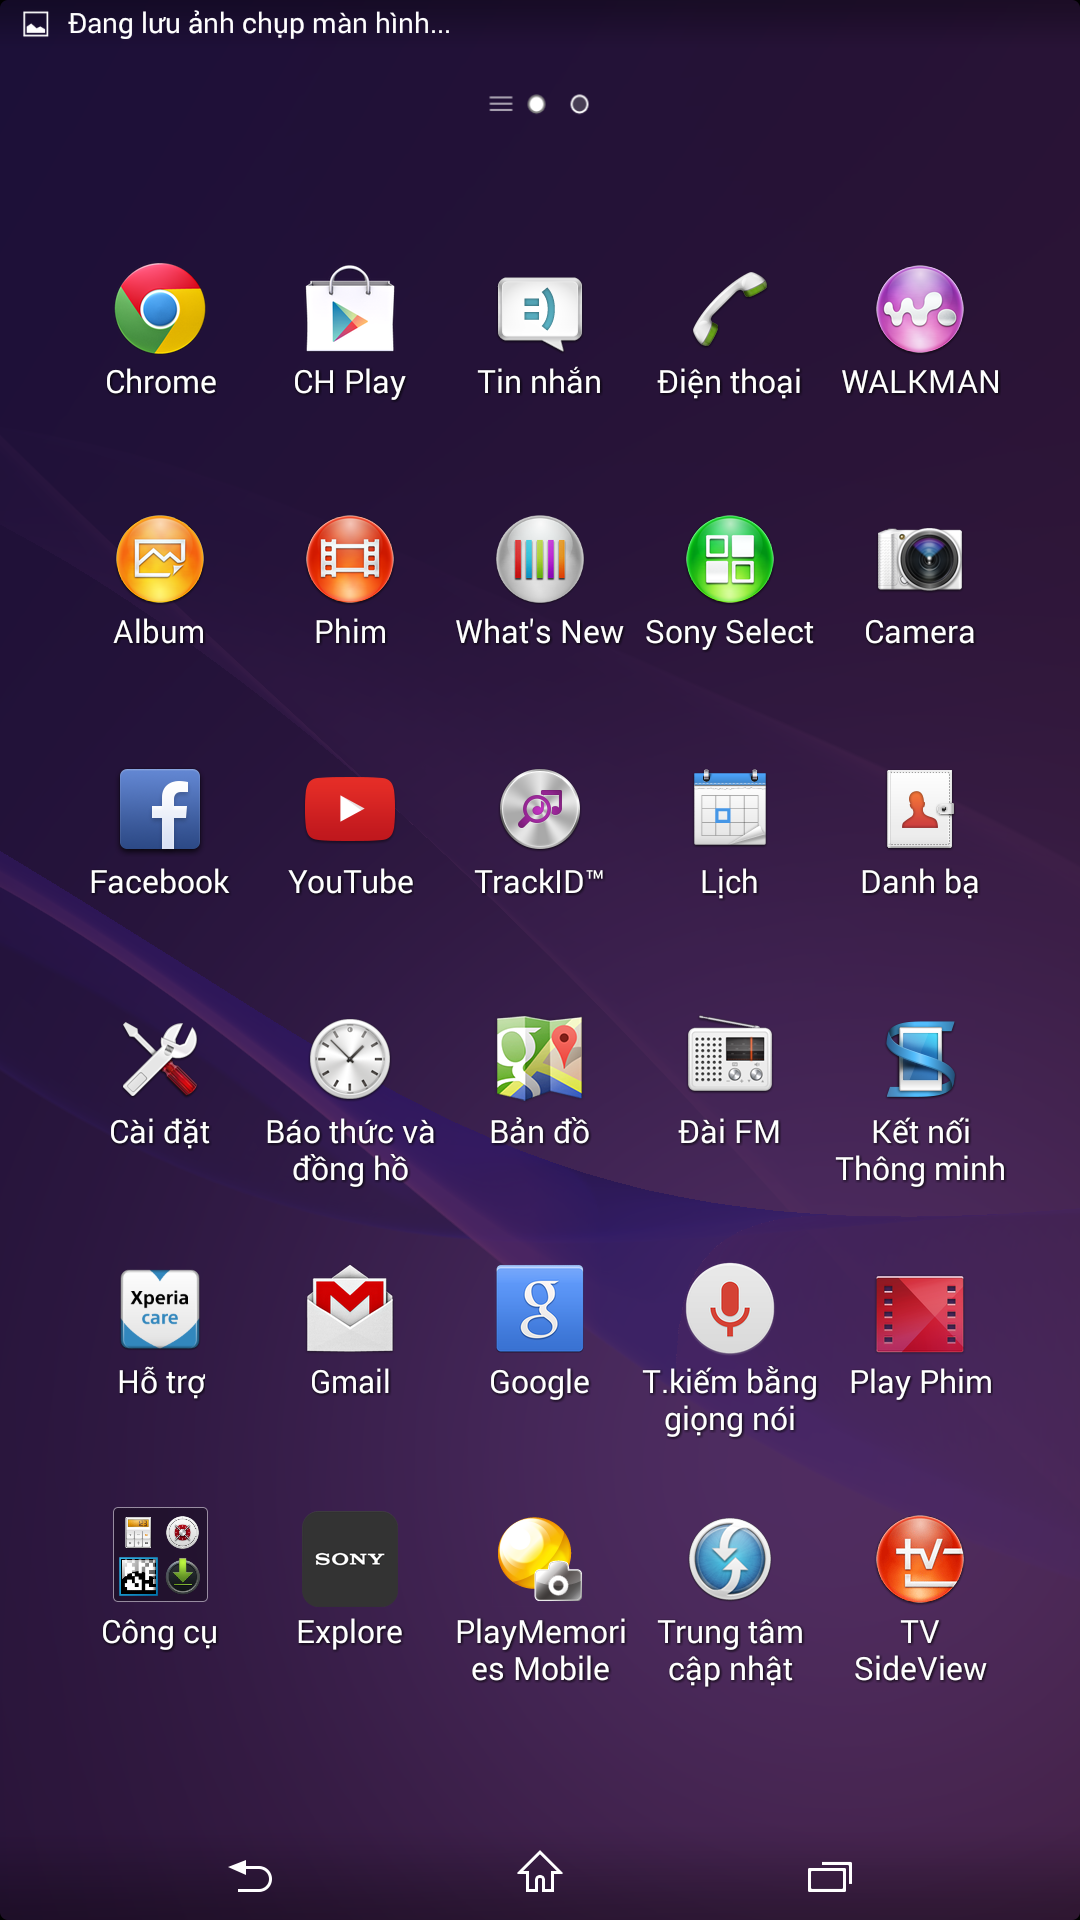 Đang lưu ảnh chụp màn hình...
Chrome
CH Play
Tin nhắn
Điện thoại
WALKMAN
Album
Phim
What's New
Sony Select
Camera
Facebook
YouTube
TrackID™
Lịch
Danh bạ
Cài đặt
Báo thức và
đồng hồ
Bản đồ
Đài FM
Kết nối
Thông minh
Xperia
care
Hỗ trợ
Gmail
g
Google
T.kiếm bằng
giọng nói
Play Phim
Công cụ
SONY
Explore
PlayMemori
es Mobile
Trung tâm
cập nhật
TV
SideView